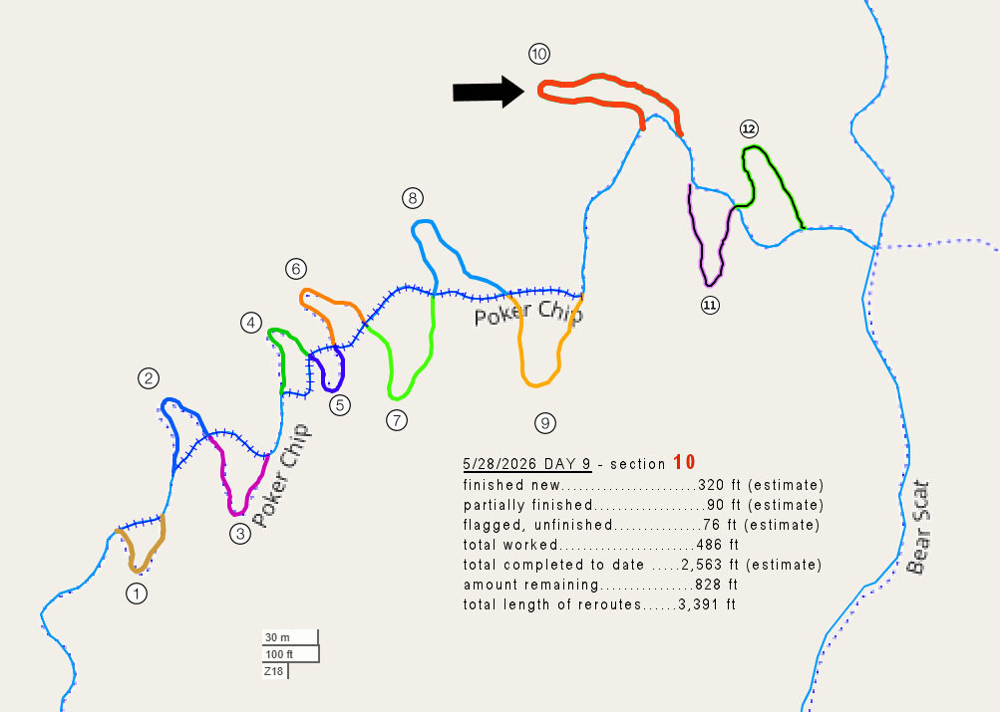 10
12
8
6
11
Poker Chip
4
2
5
7
9
Poker Chip
5/28/2026 DAY 9 - section 10
finished new.......................320 ft (estimate)
partially finished...................90 ft (estimate)
flagged, unfinished...............76 ft (estimate)
total worked.......................486 ft
total completed to date .....2,563 ft (estimate)
amount remaining................828 ft
total length of reroutes......3,391 ft
3
Bear Scat
1
30 m
100 ft
Z18